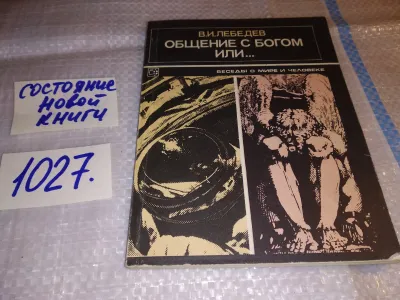 СОСТОЯНИЕ
НОВОЙ
КНИГИ
1027.
В.И.ЛЕБЕДЕВ
ОБЩЕНИЕ С БОГОМ
ИЛИ...
БЕСЕДЫ О МИРЕ И ЧЕЛОВЕКЕ